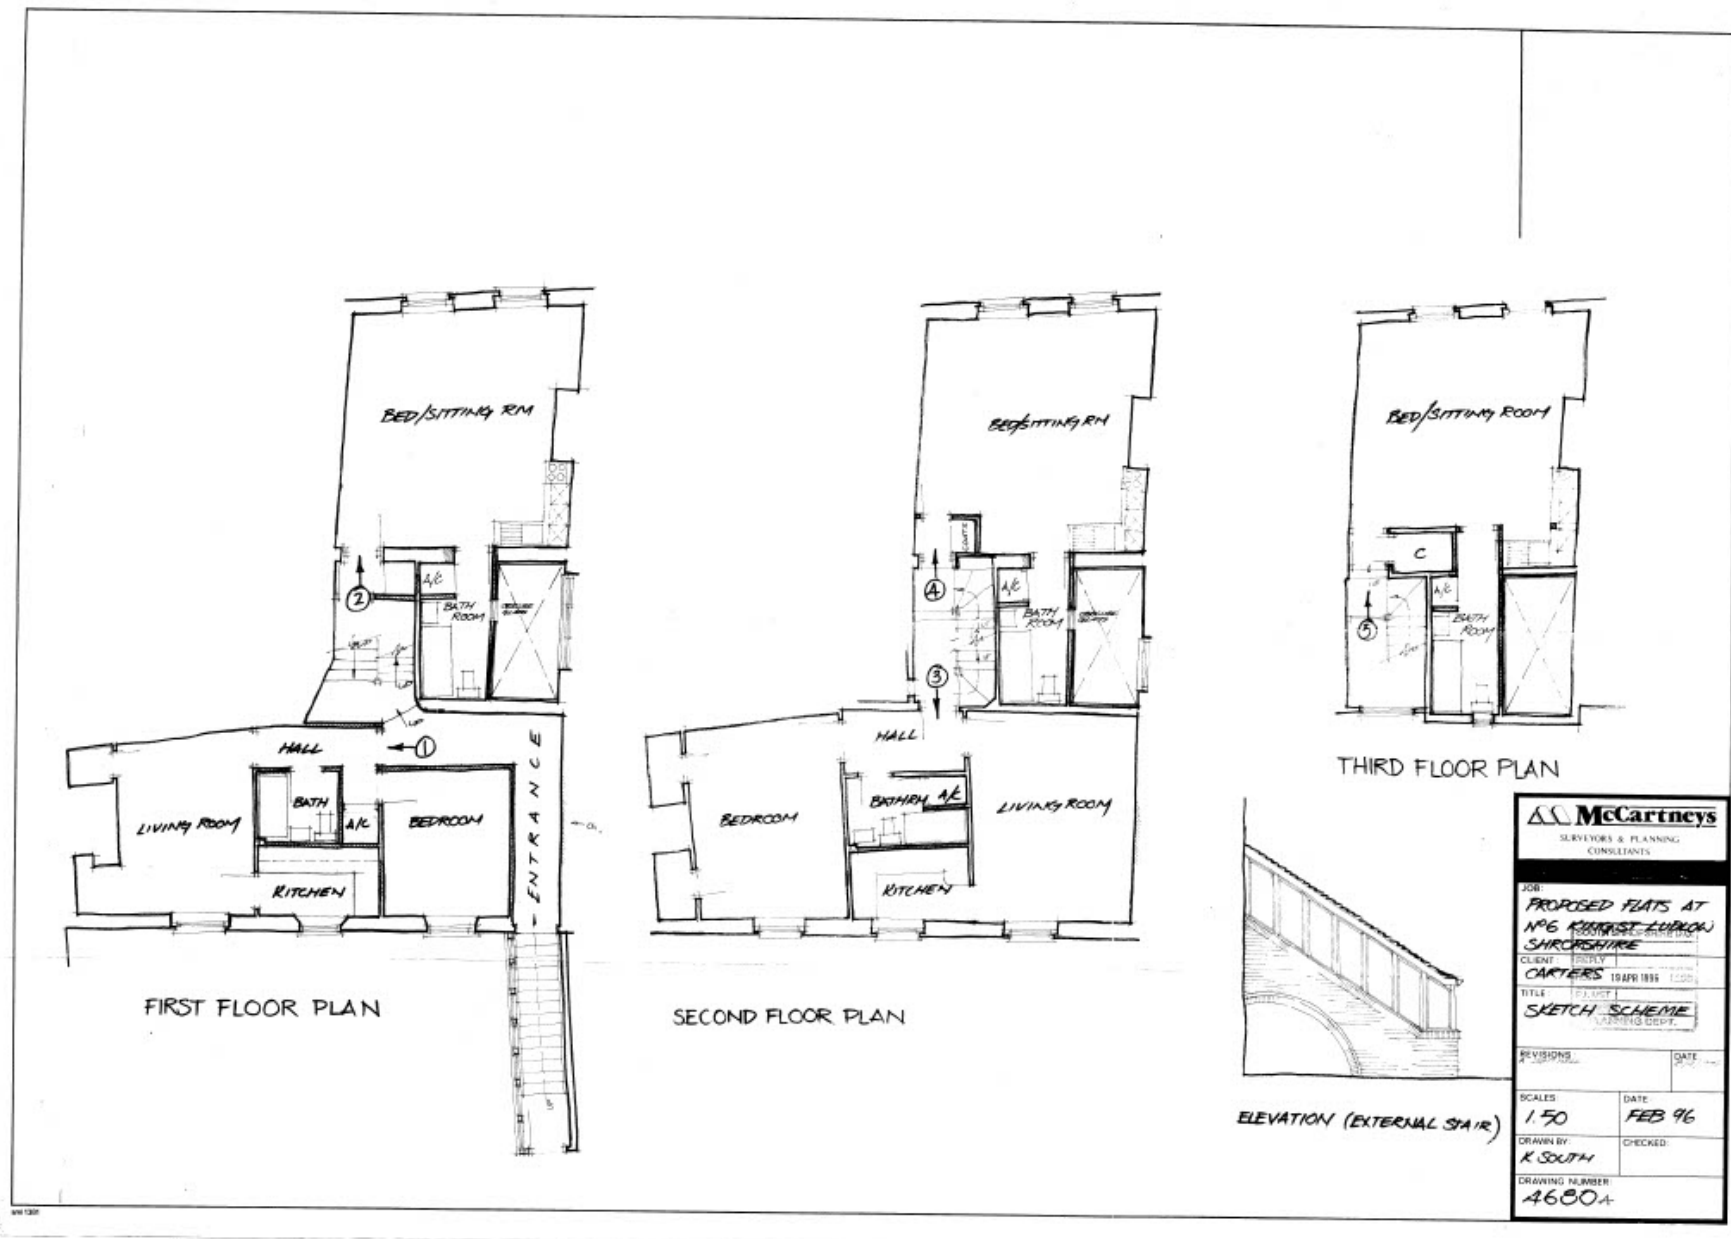 BED/SITTING RM
2
A/C
BATH
ROOM
HALL
1
LIVING ROOM
BATH
A/C
BEDROOM
KITCHEN
ENTRANCE
FIRST FLOOR PLAN
BED/SITTING RM
COATS
4
A/C
BATH
ROOM
3
HALL
BEDROOM
BATHRM
A/C
LIVING ROOM
KITCHEN
SECOND FLOOR PLAN
BED/SITTING ROOM
C
A/C
BATH
ROOM
5
THIRD FLOOR PLAN
ELEVATION (EXTERNAL STAIR)
McCartneys
SURVEYORS & PLANNING
CONSULTANTS
JOB:
PROPOSED FLATS AT
Nº6 KING ST LUDLOW
SHROPSHIRE
CLIENT:
CARTERS
19 APR 1996
TITLE:
SKETCH SCHEME
REVISIONS:
DATE
SCALES
1:50
DATE:
FEB 96
DRAWN BY:
K SOUTH
CHECKED:
DRAWING NUMBER:
4680A